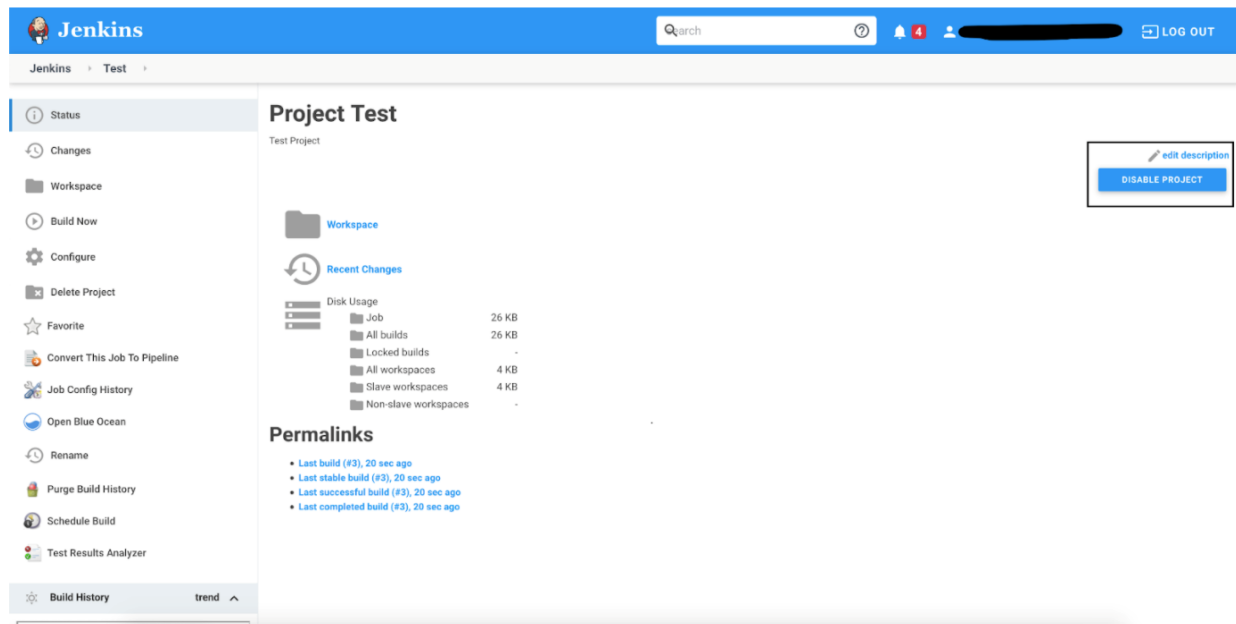 Jenkins
Search
4
LOG OUT
Jenkins
Test
Status
Changes
Workspace
Build Now
Configure
Delete Project
Favorite
Convert This Job To Pipeline
Job Config History
Open Blue Ocean
Rename
Purge Build History
Schedule Build
Test Results Analyzer
Build History trend
Project Test
Test Project
edit description
DISABLE PROJECT
Workspace
Recent Changes
Disk Usage
Job 26 KB
All builds 26 KB
Locked builds -
All workspaces 4 KB
Slave workspaces 4 KB
Non-slave workspaces -
Permalinks
Last build (#3), 20 sec ago
Last stable build (#3), 20 sec ago
Last successful build (#3), 20 sec ago
Last completed build (#3), 20 sec ago